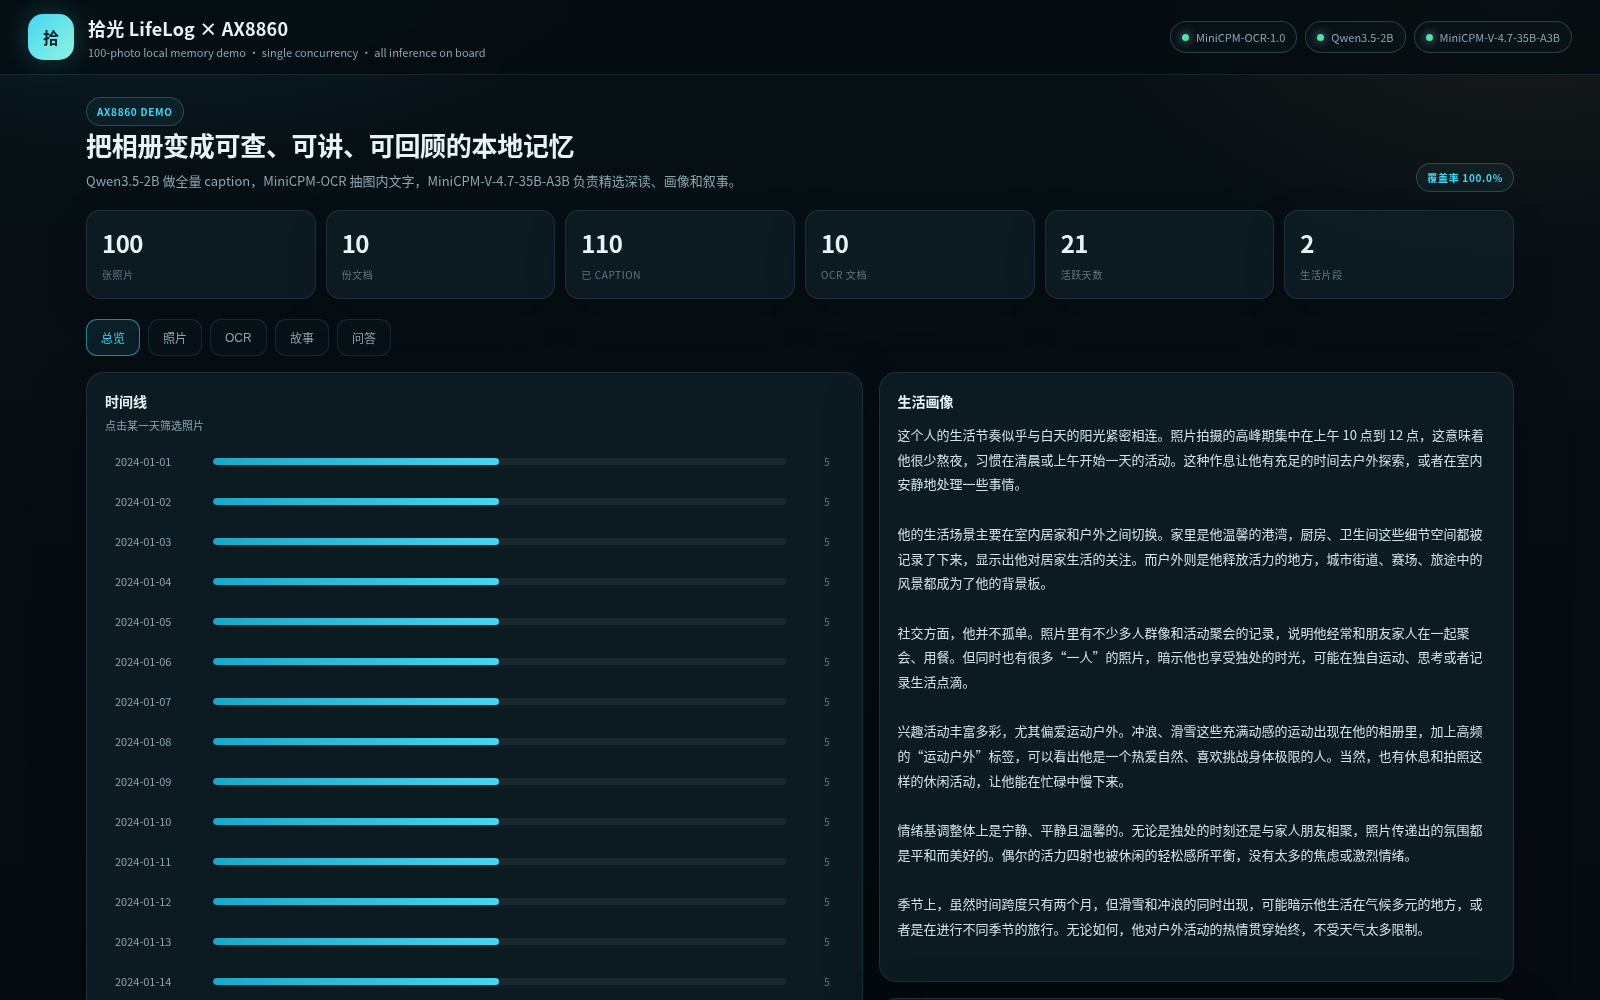 拾
拾光 LifeLog × AX8860
100-photo local memory demo · single concurrency · all inference on board
MiniCPM-OCR-1.0
Qwen3.5-2B
MiniCPM-V-4.7-35B-A3B
AX8860 DEMO
把相册变成可查、可讲、可回顾的本地记忆
Qwen3.5-2B 做全量 caption，MiniCPM-OCR 抽图内文字，MiniCPM-V-4.7-35B-A3B 负责精选深读、画像和叙事。
覆盖率 100.0%
100
张照片
10
份文档
110
已 CAPTION
10
OCR 文档
21
活跃天数
2
生活片段
总览
照片
OCR
故事
问答
时间线
点击某一天筛选照片
2024-01-01 5
2024-01-02 5
2024-01-03 5
2024-01-04 5
2024-01-05 5
2024-01-06 5
2024-01-07 5
2024-01-08 5
2024-01-09 5
2024-01-10 5
2024-01-11 5
2024-01-12 5
2024-01-13 5
2024-01-14 5
生活画像
这个人的生活节奏似乎与白天的阳光紧密相连。照片拍摄的高峰期集中在上午 10 点到 12 点，这意味着
他很少熬夜，习惯在清晨或上午开始一天的活动。这种作息让他有充足的时间去户外探索，或者在室内
安静地处理一些事情。
他的生活场景主要在室内居家和户外之间切换。家里是他温馨的港湾，厨房、卫生间这些细节空间都被
记录了下来，显示出他对居家生活的关注。而户外则是他释放活力的地方，城市街道、赛场、旅途中的
风景都成为了他的背景板。
社交方面，他并不孤单。照片里有不少多人群像和活动聚会的记录，说明他经常和朋友家人在一起聚
会、用餐。但同时也有很多“一人”的照片，暗示他也享受独处的时光，可能在独自运动、思考或者记
录生活点滴。
兴趣活动丰富多彩，尤其偏爱运动户外。冲浪、滑雪这些充满动感的运动出现在他的相册里，加上高频
的“运动户外”标签，可以看出他是一个热爱自然、喜欢挑战身体极限的人。当然，也有休息和拍照这
样的休闲活动，让他能在忙碌中慢下来。
情绪基调整体上是宁静、平静且温馨的。无论是独处的时刻还是与家人朋友相聚，照片传递出的氛围都
是平和而美好的。偶尔的活力四射也被休闲的轻松感所平衡，没有太多的焦虑或激烈情绪。
季节上，虽然时间跨度只有两个月，但滑雪和冲浪的同时出现，可能暗示他生活在气候多元的地方，或
者是在进行不同季节的旅行。无论如何，他对户外活动的热情贯穿始终，不受天气太多限制。